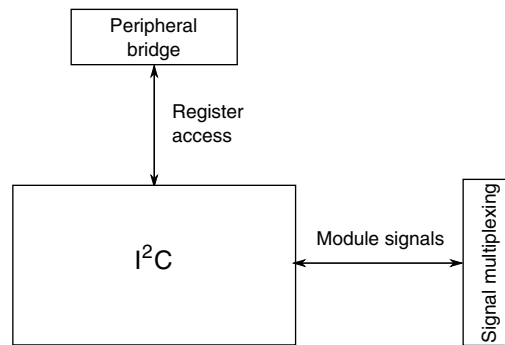 Peripheral
bridge
Register
access
I²C
Module signals
Signal multiplexing